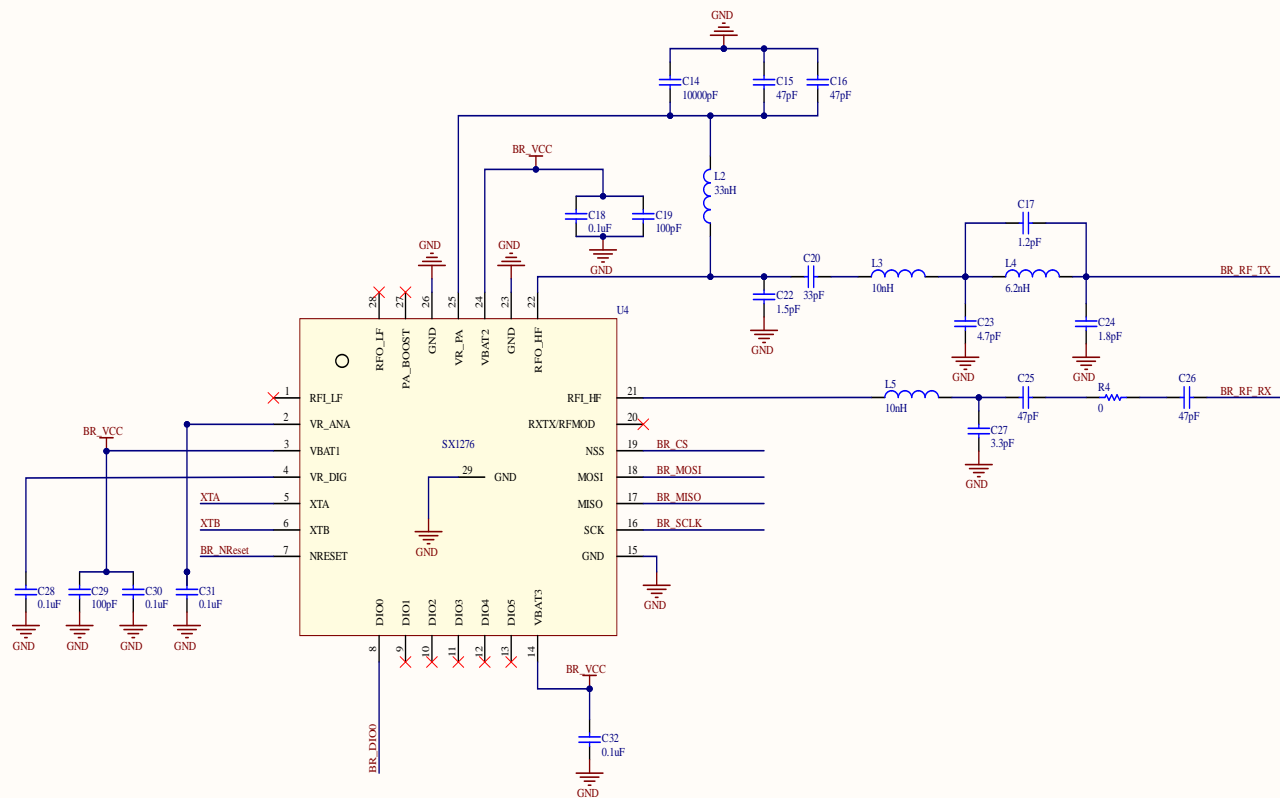 GND
C14
10000pF
C15
47pF
C16
47pF
BR_VCC
L2
33nH
C18
0.1uF
C19
100pF
GND
GND
GND
C17
1.2pF
C20
33pF
L3
10nH
L4
6.2nH
BR_RF_TX
C22
1.5pF
GND
C23
4.7pF
GND
C24
1.8pF
GND
28
27
26
25
24
23
22
U4
RFO_LF
PA_BOOST
GND
VR_PA
VBAT2
GND
RFO_HF
1
RFI_LF
2
VR_ANA
BR_VCC
3
VBAT1
4
VR_DIG
XTA
5
XTA
XTB
6
XTB
BR_NReset
7
NRESET
SX1276
29
GND
GND
RFI_HF
21
RXTX/RFMOD
20
NSS
19
BR_CS
MOSI
18
BR_MOSI
MISO
17
BR_MISO
SCK
16
BR_SCLK
GND
15
GND
L5
10nH
C25
47pF
R4
0
C26
47pF
BR_RF_RX
C27
3.3pF
GND
C28
0.1uF
GND
C29
100pF
GND
C30
0.1uF
GND
C31
0.1uF
GND
DIO0
DIO1
DIO2
DIO3
DIO4
DIO5
VBAT3
8
9
10
11
12
13
14
BR_DIO0
BR_VCC
C32
0.1uF
GND